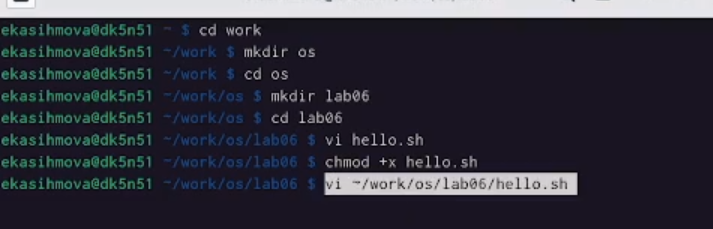 ekasihmova@dk5n51 ~ $ cd work
ekasihmova@dk5n51 ~/work $ mkdir os
ekasihmova@dk5n51 ~/work $ cd os
ekasihmova@dk5n51 ~/work/os $ mkdir lab06
ekasihmova@dk5n51 ~/work/os $ cd lab06
ekasihmova@dk5n51 ~/work/os/lab06 $ vi hello.sh
ekasihmova@dk5n51 ~/work/os/lab06 $ chmod +x hello.sh
ekasihmova@dk5n51 ~/work/os/lab06 $ vi ~/work/os/lab06/hello.sh